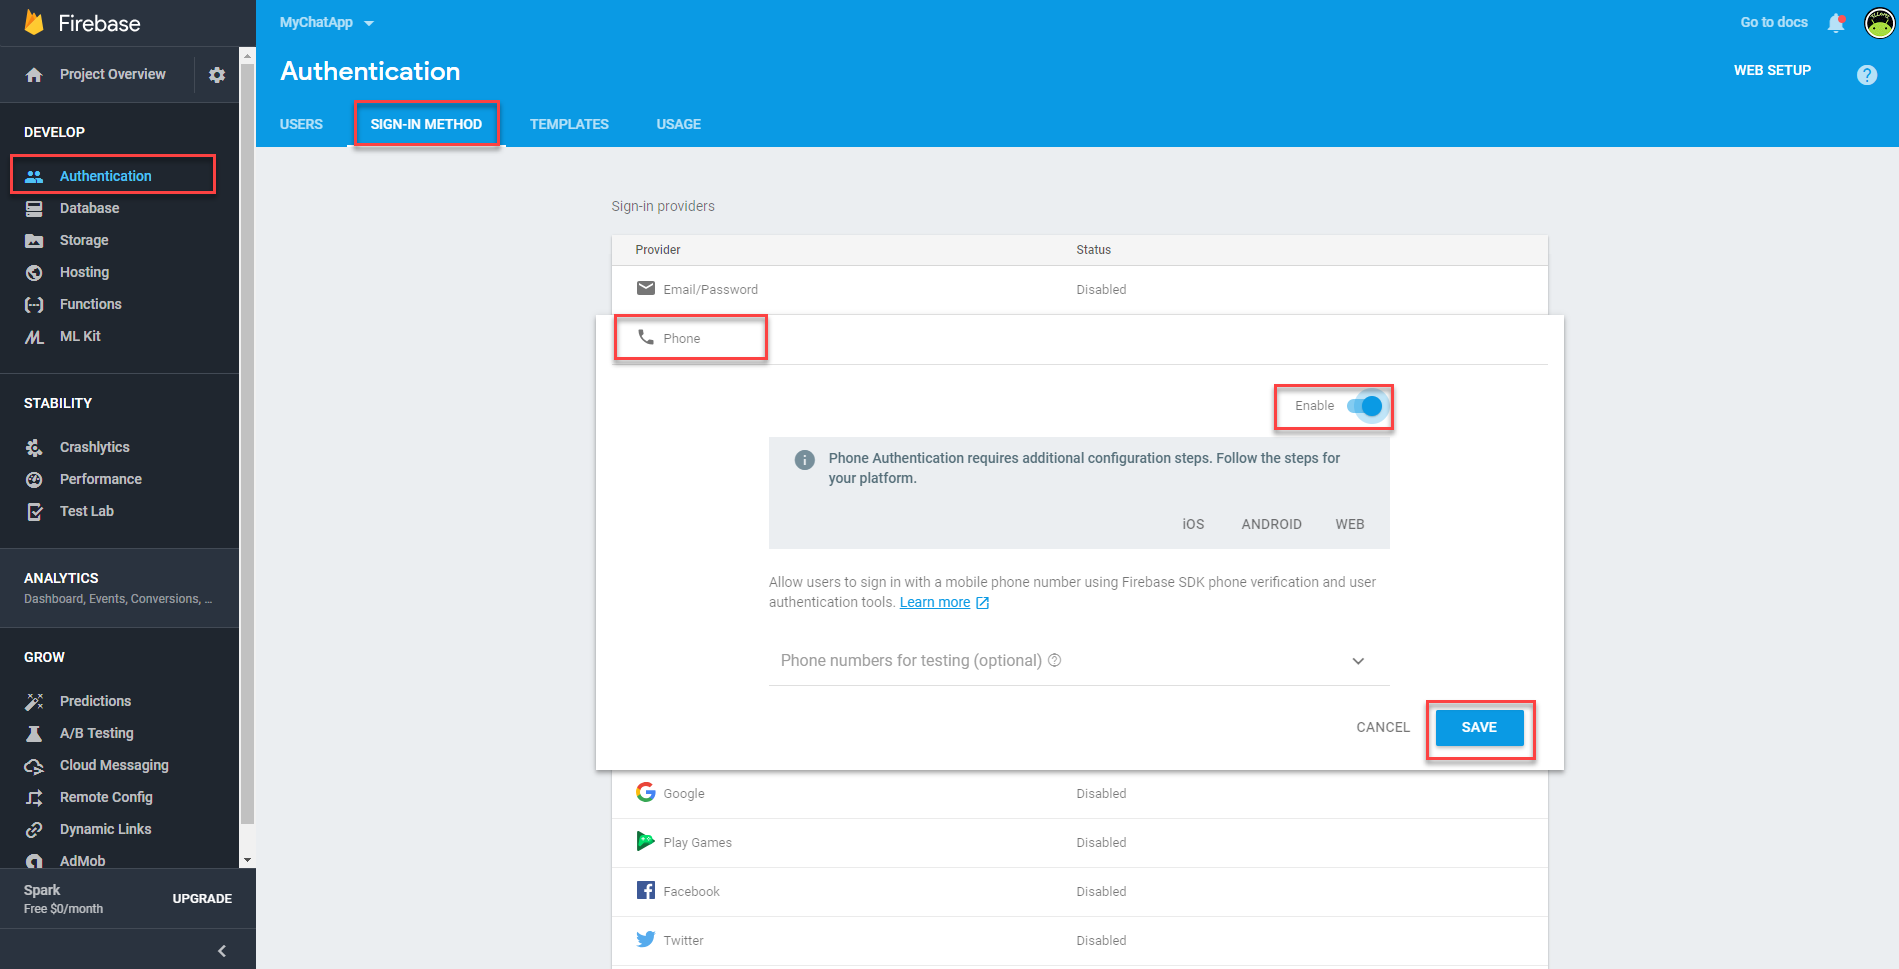 Firebase
Project Overview
DEVELOP
Authentication
Database
Storage
Hosting
Functions
ML Kit
STABILITY
Crashlytics
Performance
Test Lab
ANALYTICS
Dashboard, Events, Conversions, ...
GROW
Predictions
A/B Testing
Cloud Messaging
Remote Config
Dynamic Links
AdMob
Spark
Free $0/month
UPGRADE
MyChatApp
Go to docs
Authentication
WEB SETUP
USERS
SIGN-IN METHOD
TEMPLATES
USAGE
Sign-in providers
Provider
Status
Email/Password
Disabled
Phone
Enable
Phone Authentication requires additional configuration steps. Follow the steps for
your platform.
iOS
ANDROID
WEB
Allow users to sign in with a mobile phone number using Firebase SDK phone verification and user
authentication tools. Learn more
Phone numbers for testing (optional)
CANCEL
SAVE
Google
Disabled
Play Games
Disabled
Facebook
Disabled
Twitter
Disabled